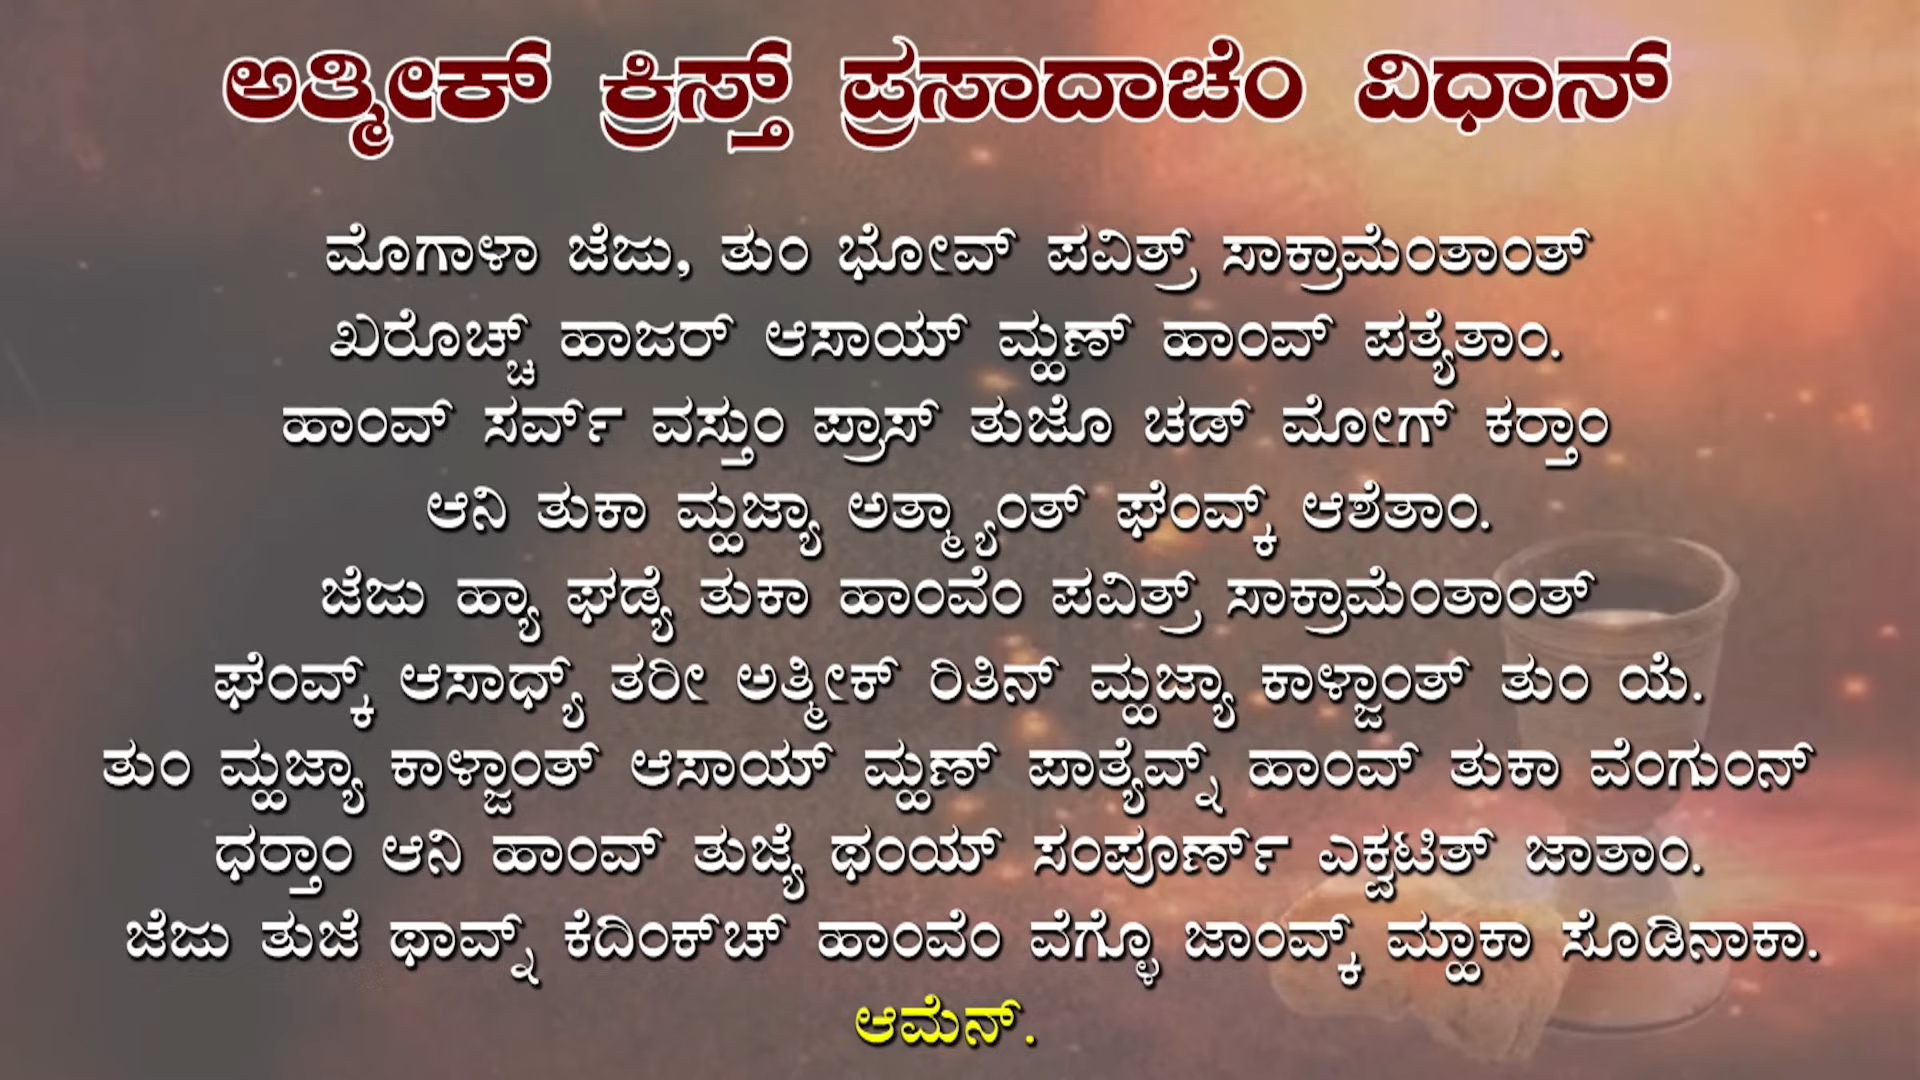 ಅತ್ಮೀಕ್ ಕ್ರಿಸ್ತ್ ಪ್ರಸಾದಾಚೆಂ ವಿಧಾನ್
ಮೊಗಾಳಾ ಜೆಜು, ತುಂ ಭೋವ್ ಪವಿತ್ರ್ ಸಾಕ್ರಾಮೆಂತಾಂತ್
ಖರೊಚ್ಚ್ ಹಾಜರ್ ಆಸಾಯ್ ಮ್ಹಣ್ ಹಾಂವ್ ಪತ್ಯೆತಾಂ.
ಹಾಂವ್ ಸರ್ವ್ ವಸ್ತುಂ ಪ್ರಾಸ್ ತುಜೊ ಚಡ್ ಮೋಗ್ ಕರ‍್ತಾಂ
ಆನಿ ತುಕಾ ಮ್ಹಜ್ಯಾ ಅತ್ಮ್ಯಾಂತ್ ಘೆಂವ್ಕ್ ಆಶೆತಾಂ.
ಜೆಜು ಹ್ಯಾ ಘಡ್ಯೆ ತುಕಾ ಹಾಂವೆಂ ಪವಿತ್ರ್ ಸಾಕ್ರಾಮೆಂತಾಂತ್
ಘೆಂವ್ಕ್ ಆಸಾಧ್ಯ್ ತರೀ ಅತ್ಮೀಕ್ ರಿತಿನ್ ಮ್ಹಜ್ಯಾ ಕಾಳ್ಜಾಂತ್ ತುಂ ಯೆ.
ತುಂ ಮ್ಹಜ್ಯಾ ಕಾಳ್ಜಾಂತ್ ಆಸಾಯ್ ಮ್ಹಣ್ ಪಾತ್ಯೆವ್ನ್ ಹಾಂವ್ ತುಕಾ ವೆಂಗುಂನ್
ಧರ‍್ತಾಂ ಆನಿ ಹಾಂವ್ ತುಜ್ಯೆ ಥಂಯ್ ಸಂಪೂರ್ಣ್ ಎಕ್ವಟಿತ್ ಜಾತಾಂ.
ಜೆಜು ತುಜೆ ಥಾವ್ನ್ ಕೆದಿಂಕ್‌ಚ್ ಹಾಂವೆಂ ವೆಗ್ಳೊ ಜಾಂವ್ಕ್ ಮ್ಹಾಕಾ ಸೊಡಿನಾಕಾ.
ಆಮೆನ್.